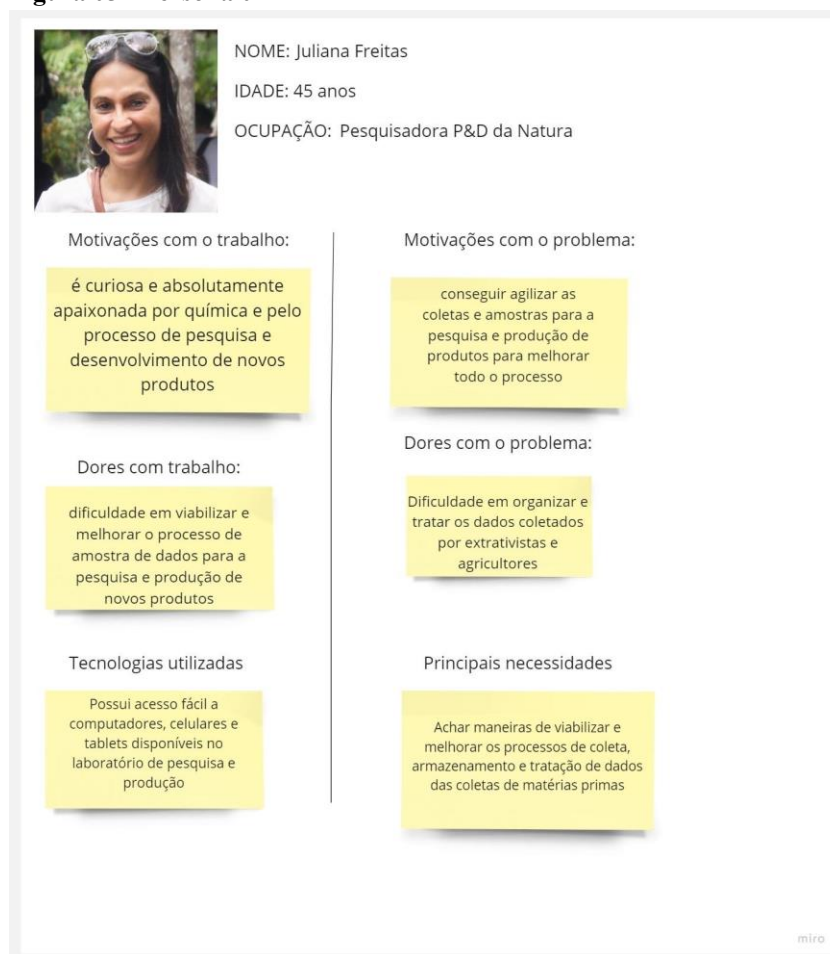 NOME: Juliana Freitas
IDADE: 45 anos
OCUPAÇÃO: Pesquisadora P&D da Natura
Motivações com o trabalho:
é curiosa e absolutamente
apaixonada por química e pelo
processo de pesquisa e
desenvolvimento de novos
produtos
Motivações com o problema:
conseguir agilizar as
coletas e amostras para a
pesquisa e produção de
produtos para melhorar
todo o processo
Dores com trabalho:
dificuldade em viabilizar e
melhorar o processo de
amostra de dados para a
pesquisa e produção de
novos produtos
Dores com o problema:
Dificuldade em organizar e
tratar os dados coletados
por extrativistas e
agricultores
Tecnologias utilizadas
Possui acesso fácil a
computadores, celulares e
tablets disponíveis no
laboratório de pesquisa e
produção
Principais necessidades
Achar maneiras de viabilizar e
melhorar os processos de coleta,
armazenamento e tratação de dados
das coletas de matérias primas
miro